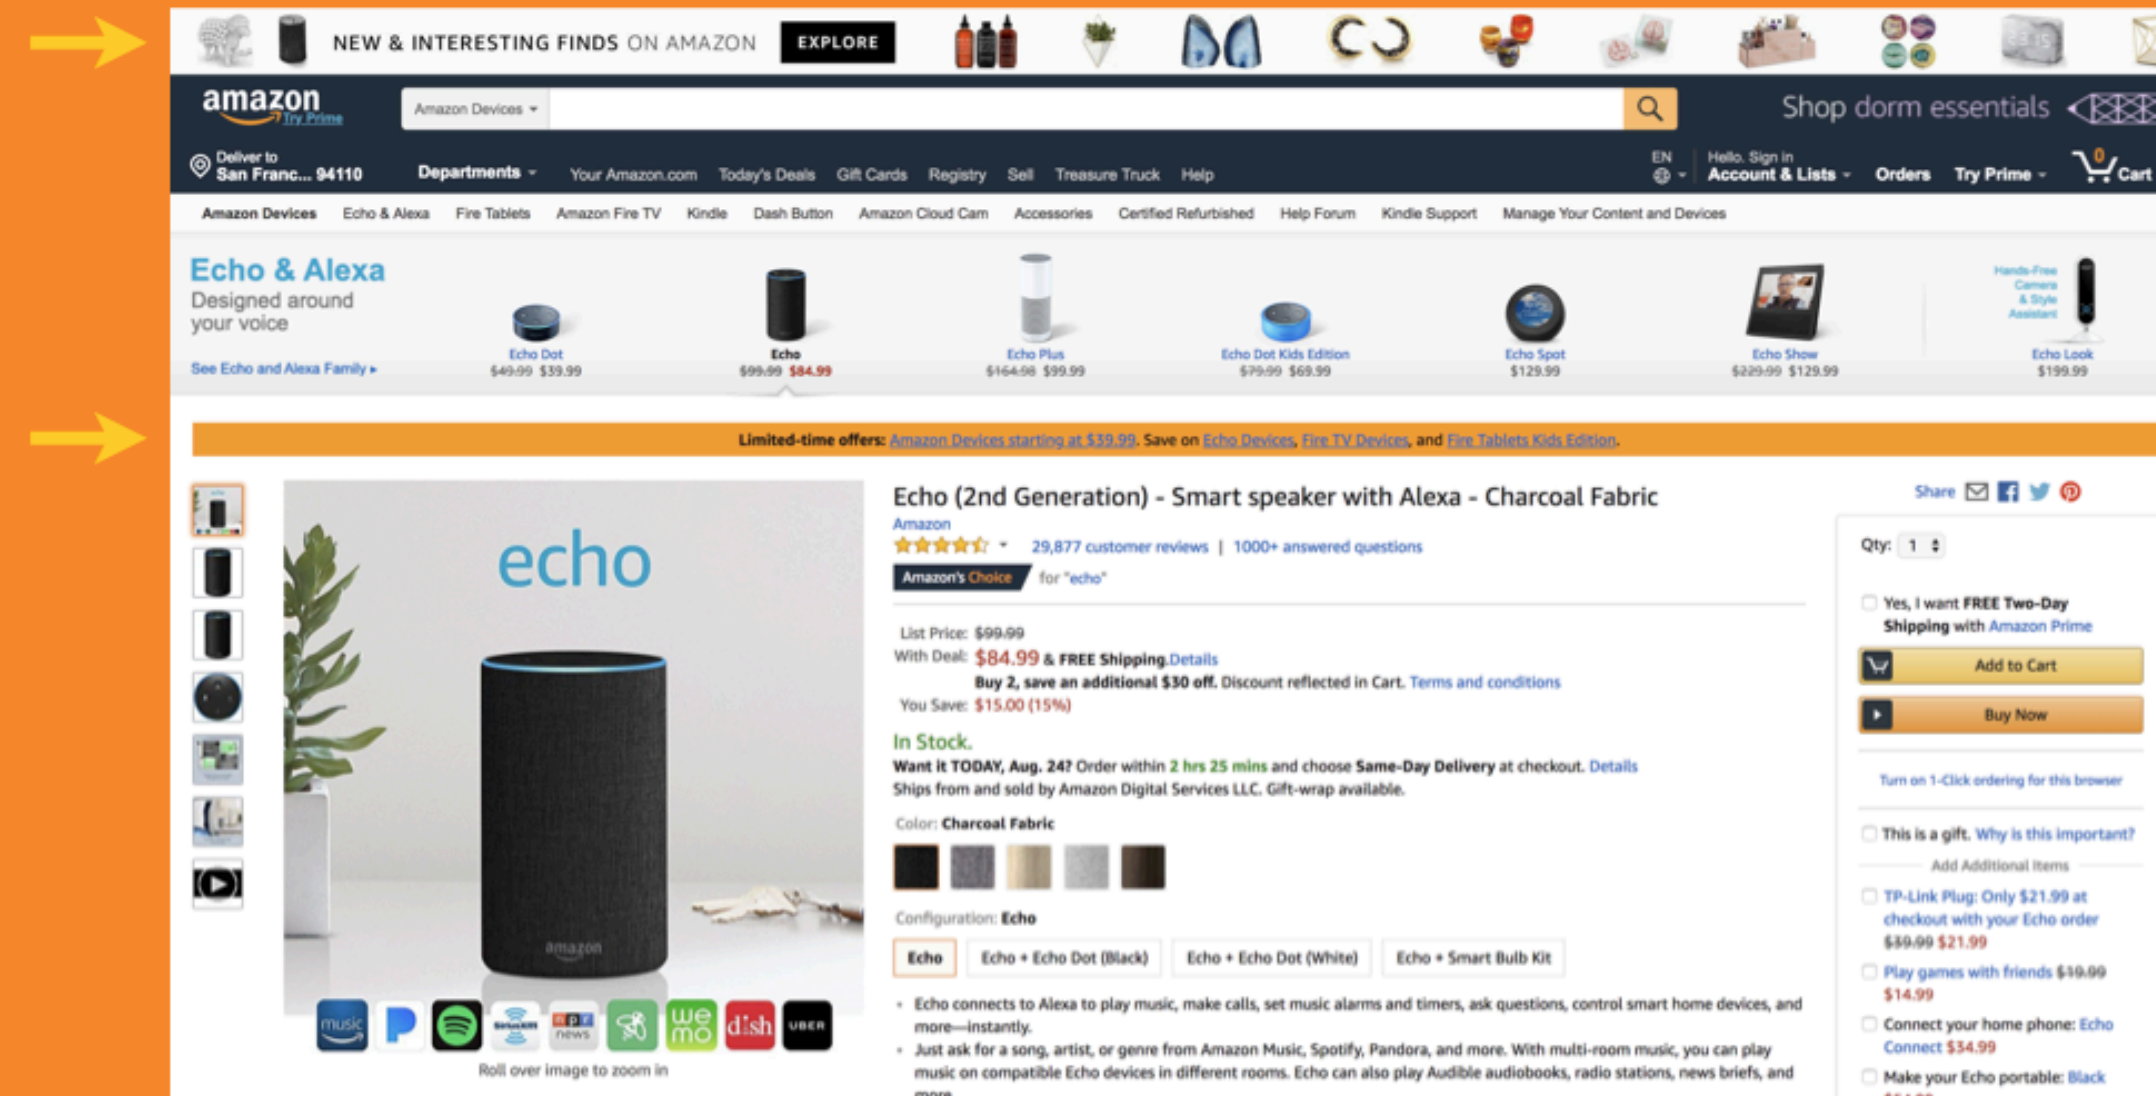 NEW & INTERESTING FINDS ON AMAZON EXPLORE
amazon
Try Prime
Amazon Devices
Shop dorm essentials
Deliver to
San Franc... 94110
Departments Your Amazon.com Today's Deals Gift Cards Registry Sell Treasure Truck Help
EN
Hello. Sign in
Account & Lists Orders Try Prime 0 Cart
Amazon Devices Echo & Alexa Fire Tablets Amazon Fire TV Kindle Dash Button Amazon Cloud Cam Accessories Certified Refurbished Help Forum Kindle Support Manage Your Content and Devices
Echo & Alexa
Designed around
your voice
See Echo and Alexa Family ▸
Echo Dot
$49.99 $39.99
Echo
$99.99 $84.99
Echo Plus
$164.98 $99.99
Echo Dot Kids Edition
$79.99 $69.99
Echo Spot
$129.99
Echo Show
$229.99 $129.99
Hands-Free
Camera
& Style
Assistant
Echo Look
$199.99
Limited-time offers: Amazon Devices starting at $39.99. Save on Echo Devices, Fire TV Devices, and Fire Tablets Kids Edition.
echo
amazon
music
SiriusXM
npr
news
we
mo
dish
UBER
Roll over image to zoom in
Echo (2nd Generation) - Smart speaker with Alexa - Charcoal Fabric
Amazon
29,877 customer reviews | 1000+ answered questions
Amazon's Choice for "echo"
List Price: $99.99
With Deal: $84.99 & FREE Shipping.Details
Buy 2, save an additional $30 off. Discount reflected in Cart. Terms and conditions
You Save: $15.00 (15%)
In Stock.
Want it TODAY, Aug. 24? Order within 2 hrs 25 mins and choose Same-Day Delivery at checkout. Details
Ships from and sold by Amazon Digital Services LLC. Gift-wrap available.
Color: Charcoal Fabric
Configuration: Echo
Echo
Echo + Echo Dot (Black)
Echo + Echo Dot (White)
Echo + Smart Bulb Kit
• Echo connects to Alexa to play music, make calls, set music alarms and timers, ask questions, control smart home devices, and
more—instantly.
• Just ask for a song, artist, or genre from Amazon Music, Spotify, Pandora, and more. With multi-room music, you can play
music on compatible Echo devices in different rooms. Echo can also play Audible audiobooks, radio stations, news briefs, and
more.
Share
Qty: 1
Yes, I want FREE Two-Day
Shipping with Amazon Prime
Add to Cart
Buy Now
Turn on 1-Click ordering for this browser
This is a gift. Why is this important?
Add Additional Items
TP-Link Plug: Only $21.99 at
checkout with your Echo order
$39.99 $21.99
Play games with friends $19.99
$14.99
Connect your home phone: Echo
Connect $34.99
Make your Echo portable: Black